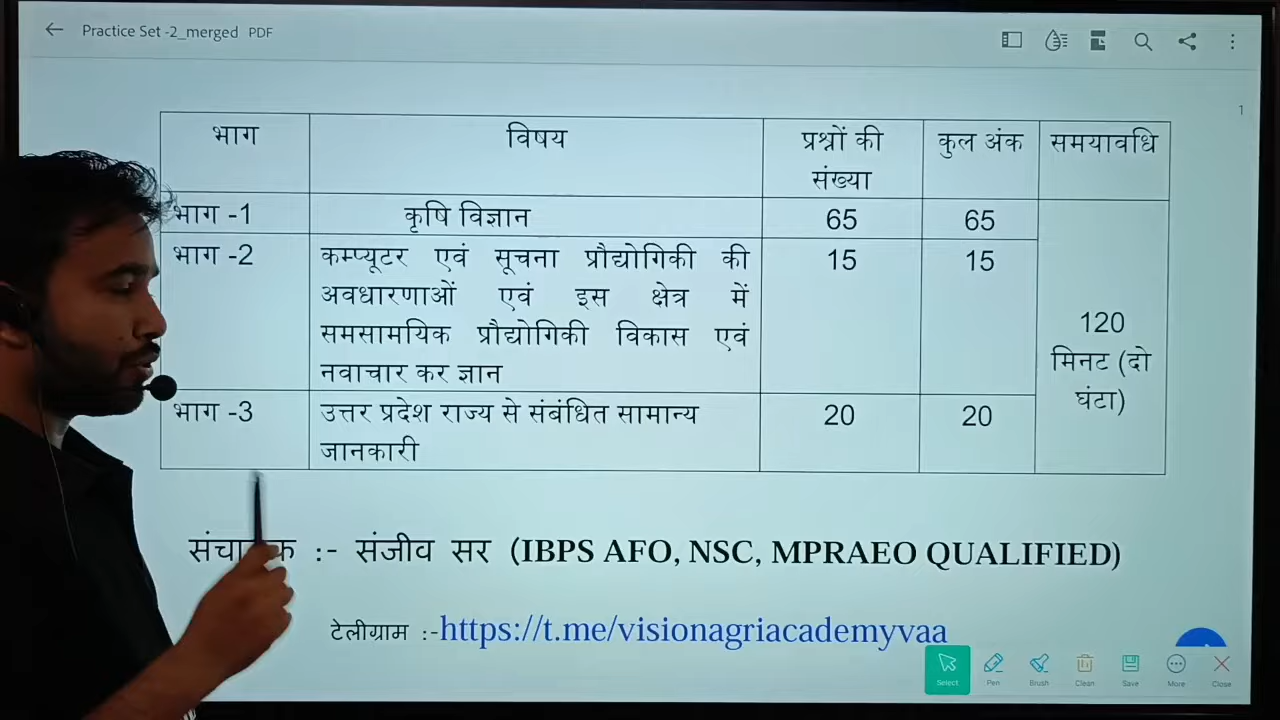 Practice Set -2_merged PDF
1
भाग विषय प्रश्नों की संख्या कुल अंक समयावधि
भाग -1 कृषि विज्ञान 65 65
भाग -2 कम्प्यूटर एवं सूचना प्रौद्योगिकी की 15 15
अवधारणाओं एवं इस क्षेत्र में
समसामयिक प्रौद्योगिकी विकास एवं
नवाचार कर ज्ञान
120
मिनट (दो
घंटा)
भाग -3 उत्तर प्रदेश राज्य से संबंधित सामान्य 20 20
जानकारी
:- संजीव सर (IBPS AFO, NSC, MPRAEO QUALIFIED)
टेलीग्राम :-https://t.me/visionagriacademyvaa
Select Pen Brush Clean Save More Close